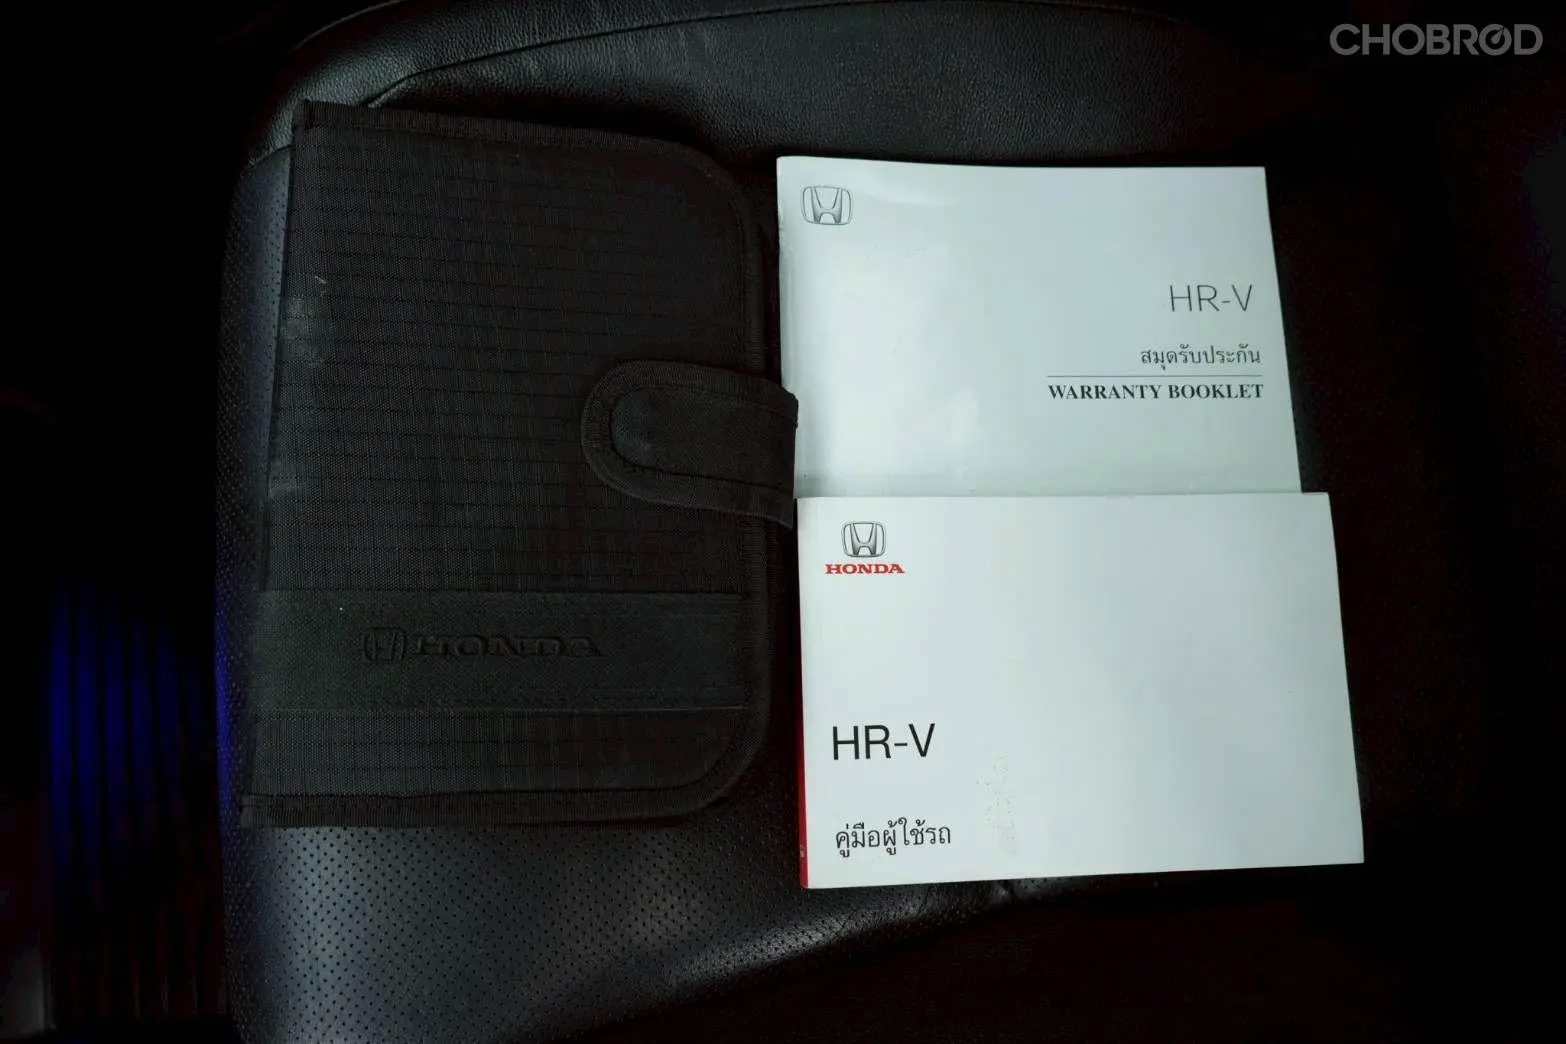 CHOBROD
HR-V
สมุดรับประกัน
WARRANTY BOOKLET
HONDA
HR-V
คู่มือผู้ใช้รถ
HONDA